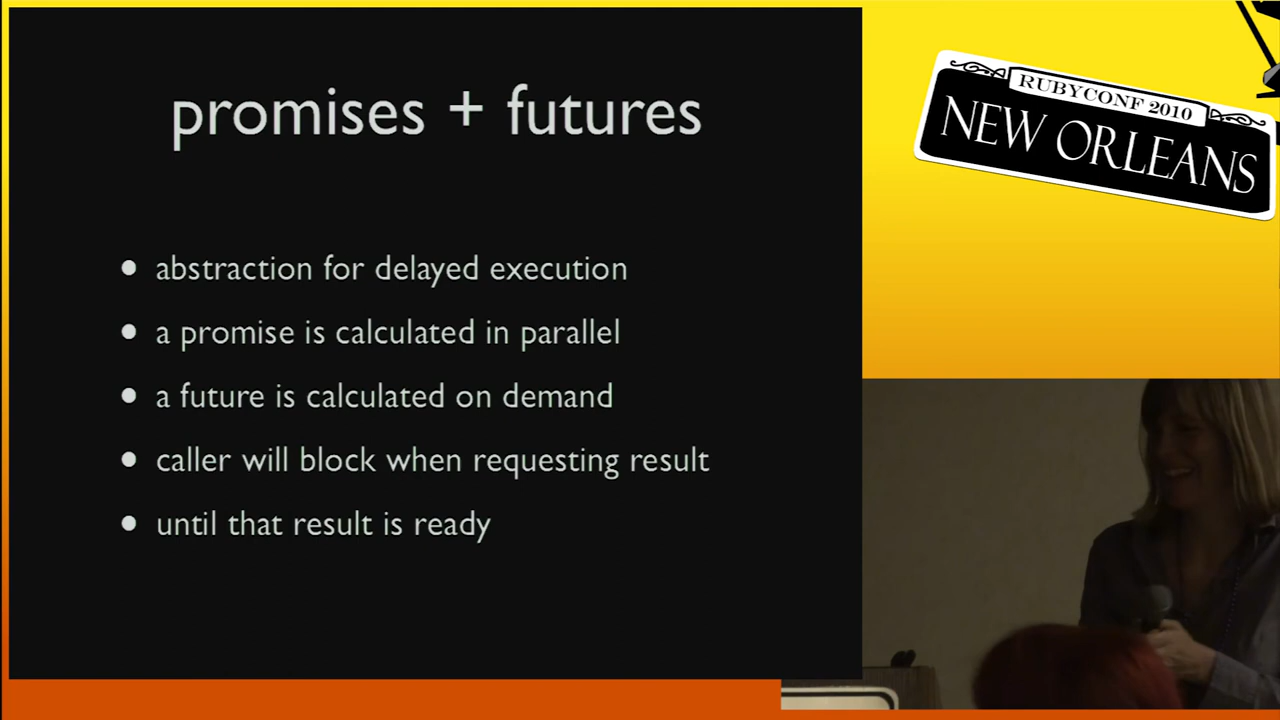 promises + futures
abstraction for delayed execution
a promise is calculated in parallel
a future is calculated on demand
caller will block when requesting result
until that result is ready
RUBYCONF 2010
NEW ORLEANS